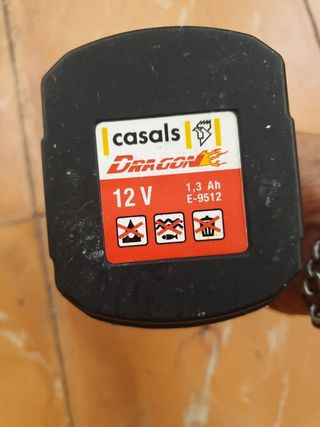 casals
DRAGON
12 V
1,3 Ah
E-9512